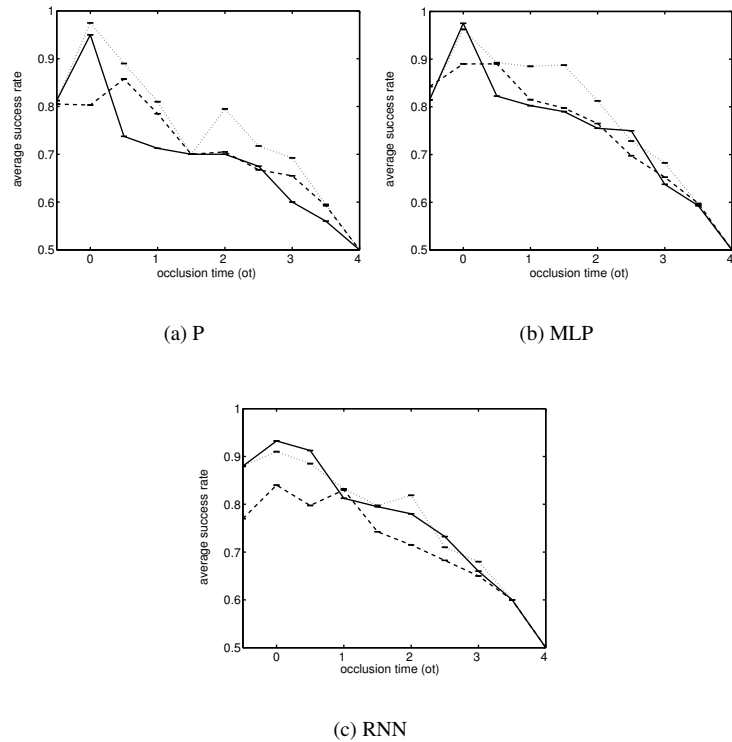 1
0.9
0.8
0.7
0.6
0.5
average success rate
0 1 2 3 4
occlusion time (ot)
(a) P
1
0.9
0.8
0.7
0.6
0.5
average success rate
0 1 2 3 4
occlusion time (ot)
(b) MLP
1
0.9
0.8
0.7
0.6
0.5
average success rate
0 1 2 3 4
occlusion time (ot)
(c) RNN